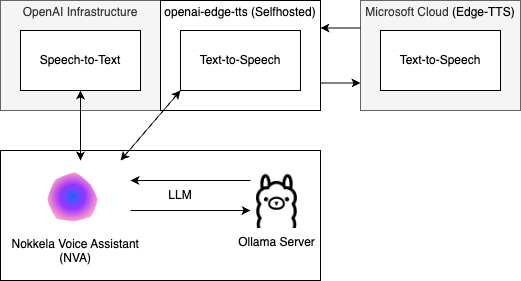 OpenAI Infrastructure
Speech-to-Text
openai-edge-tts (Selfhosted)
Text-to-Speech
Microsoft Cloud (Edge-TTS)
Text-to-Speech
LLM
Nokkela Voice Assistant
(NVA)
Ollama Server